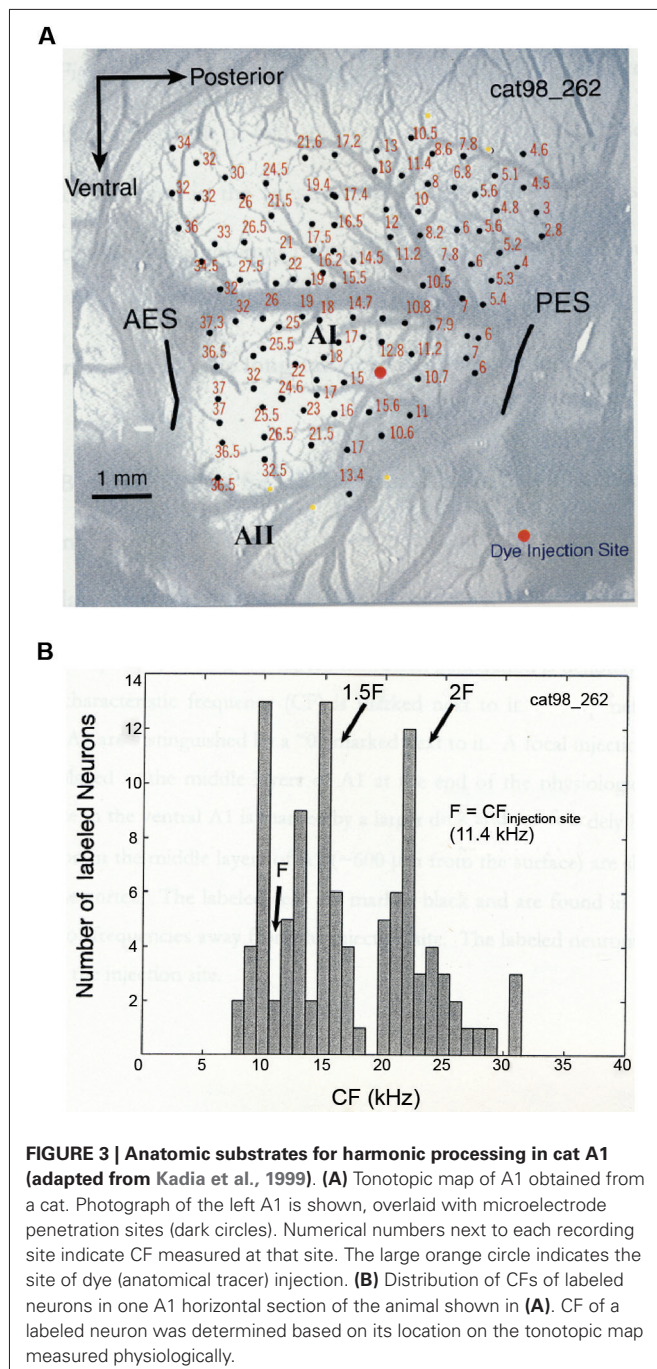 A
Posterior
cat98_262
Ventral
34 32 30 24.5 21.6 17.2 13 10.5 8.6 7.8 4.6
13 11.4 6.8 5.1
32 32 26 21.5 19.4 17.4 10 8 5.6 4.5
36 33 26.5 21 17.5 16.5 12 8.2 6 5.6 4.8 3
2.8
34.5 27.5 22 16.2 14.5 11.2 7.8 6 5.2 4
32 26 19 15.5 10.5 5.3
37.3 32 25 19 18 14.7 10.8 7 5.4
AES
AI
PES
36.5 25.5 18 17 12.8 11.2 7.9 7 6
37 32 22 15 10.7 6
24.6 17
37 25.5 23 16 15.6 11
36.5 26.5 21.5 17 10.6
36.5 32.5 13.4
1 mm
AII
Dye Injection Site
B
cat98_262
14
12
10
8
6
4
2
Number of labeled Neurons
1.5F
2F
F
F = CF injection site
(11.4 kHz)
0 5 10 15 20 25 30 35 40
CF (kHz)
FIGURE 3 | Anatomic substrates for harmonic processing in cat A1
(adapted from Kadia et al., 1999). (A) Tonotopic map of A1 obtained from
a cat. Photograph of the left A1 is shown, overlaid with microelectrode
penetration sites (dark circles). Numerical numbers next to each recording
site indicate CF measured at that site. The large orange circle indicates the
site of dye (anatomical tracer) injection. (B) Distribution of CFs of labeled
neurons in one A1 horizontal section of the animal shown in (A). CF of a
labeled neuron was determined based on its location on the tonotopic map
measured physiologically.